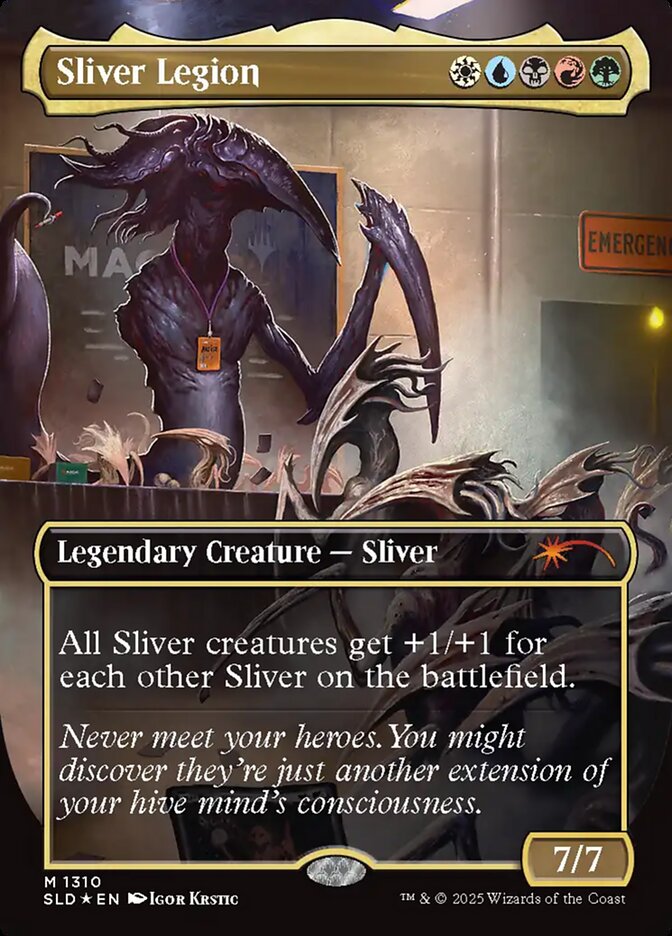 Sliver Legion
EMERGENC
Legendary Creature — Sliver
All Sliver creatures get +1/+1 for
each other Sliver on the battlefield.
Never meet your heroes. You might
discover they're just another extension of
your hive mind's consciousness.
7/7
M 1310
SLD ★ EN Igor Krstic
™ & © 2025 Wizards of the Coast